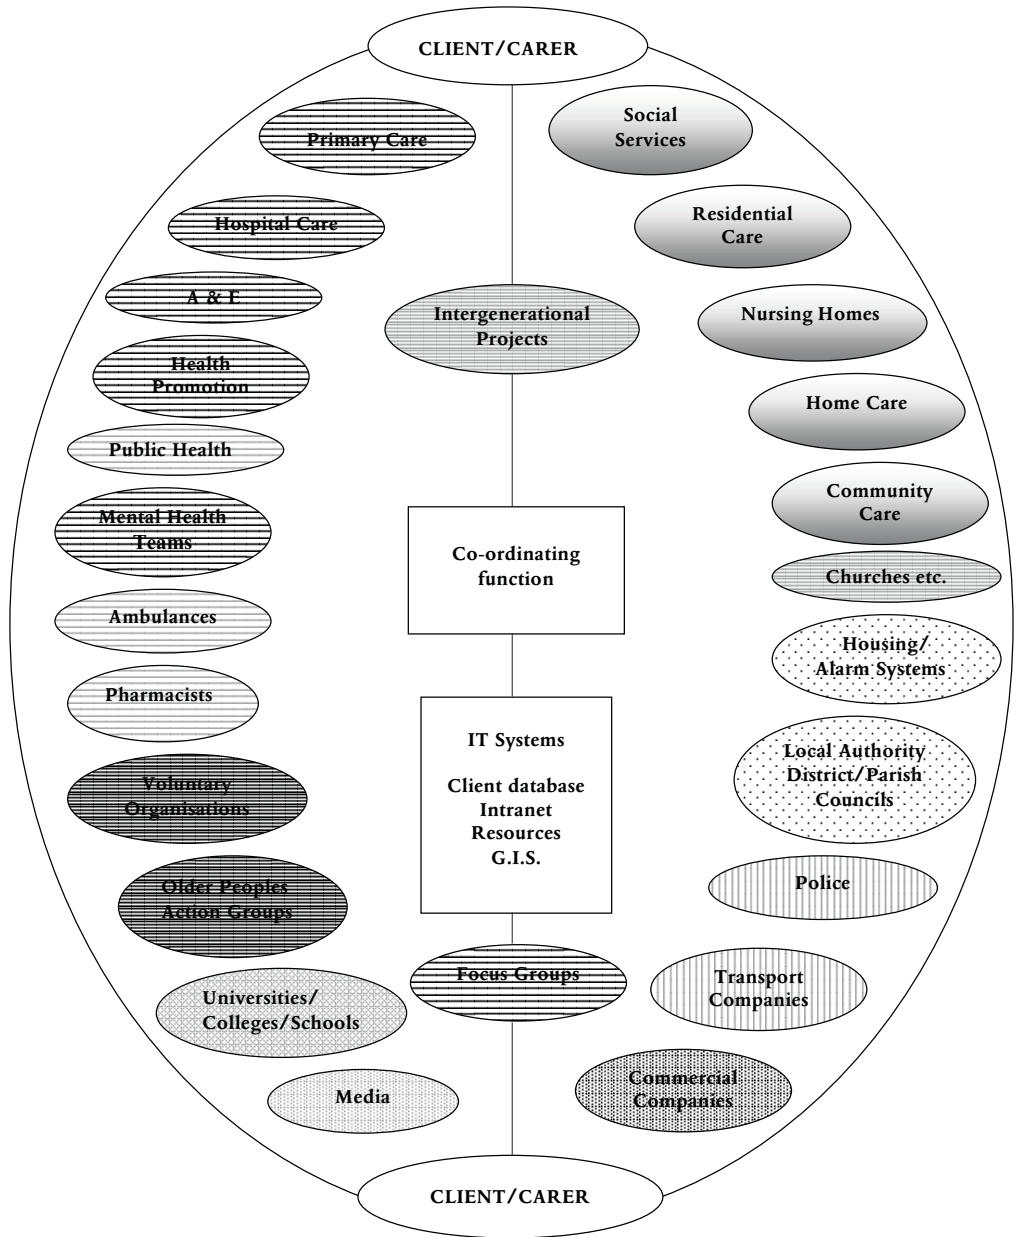 CLIENT/CARER
Primary Care
Social
Services
Hospital Care
Residential
Care
A & E
Intergenerational
Projects
Nursing Homes
Health
Promotion
Home Care
Public Health
Community
Care
Mental Health
Teams
Co-ordinating
function
Churches etc.
Ambulances
Housing/
Alarm Systems
Pharmacists
IT Systems
Client database
Intranet
Resources
G.I.S.
Local Authority
District/Parish
Councils
Voluntary
Organisations
Older Peoples
Action Groups
Police
Focus Groups
Transport
Companies
Universities/
Colleges/Schools
Media
Commercial
Companies
CLIENT/CARER